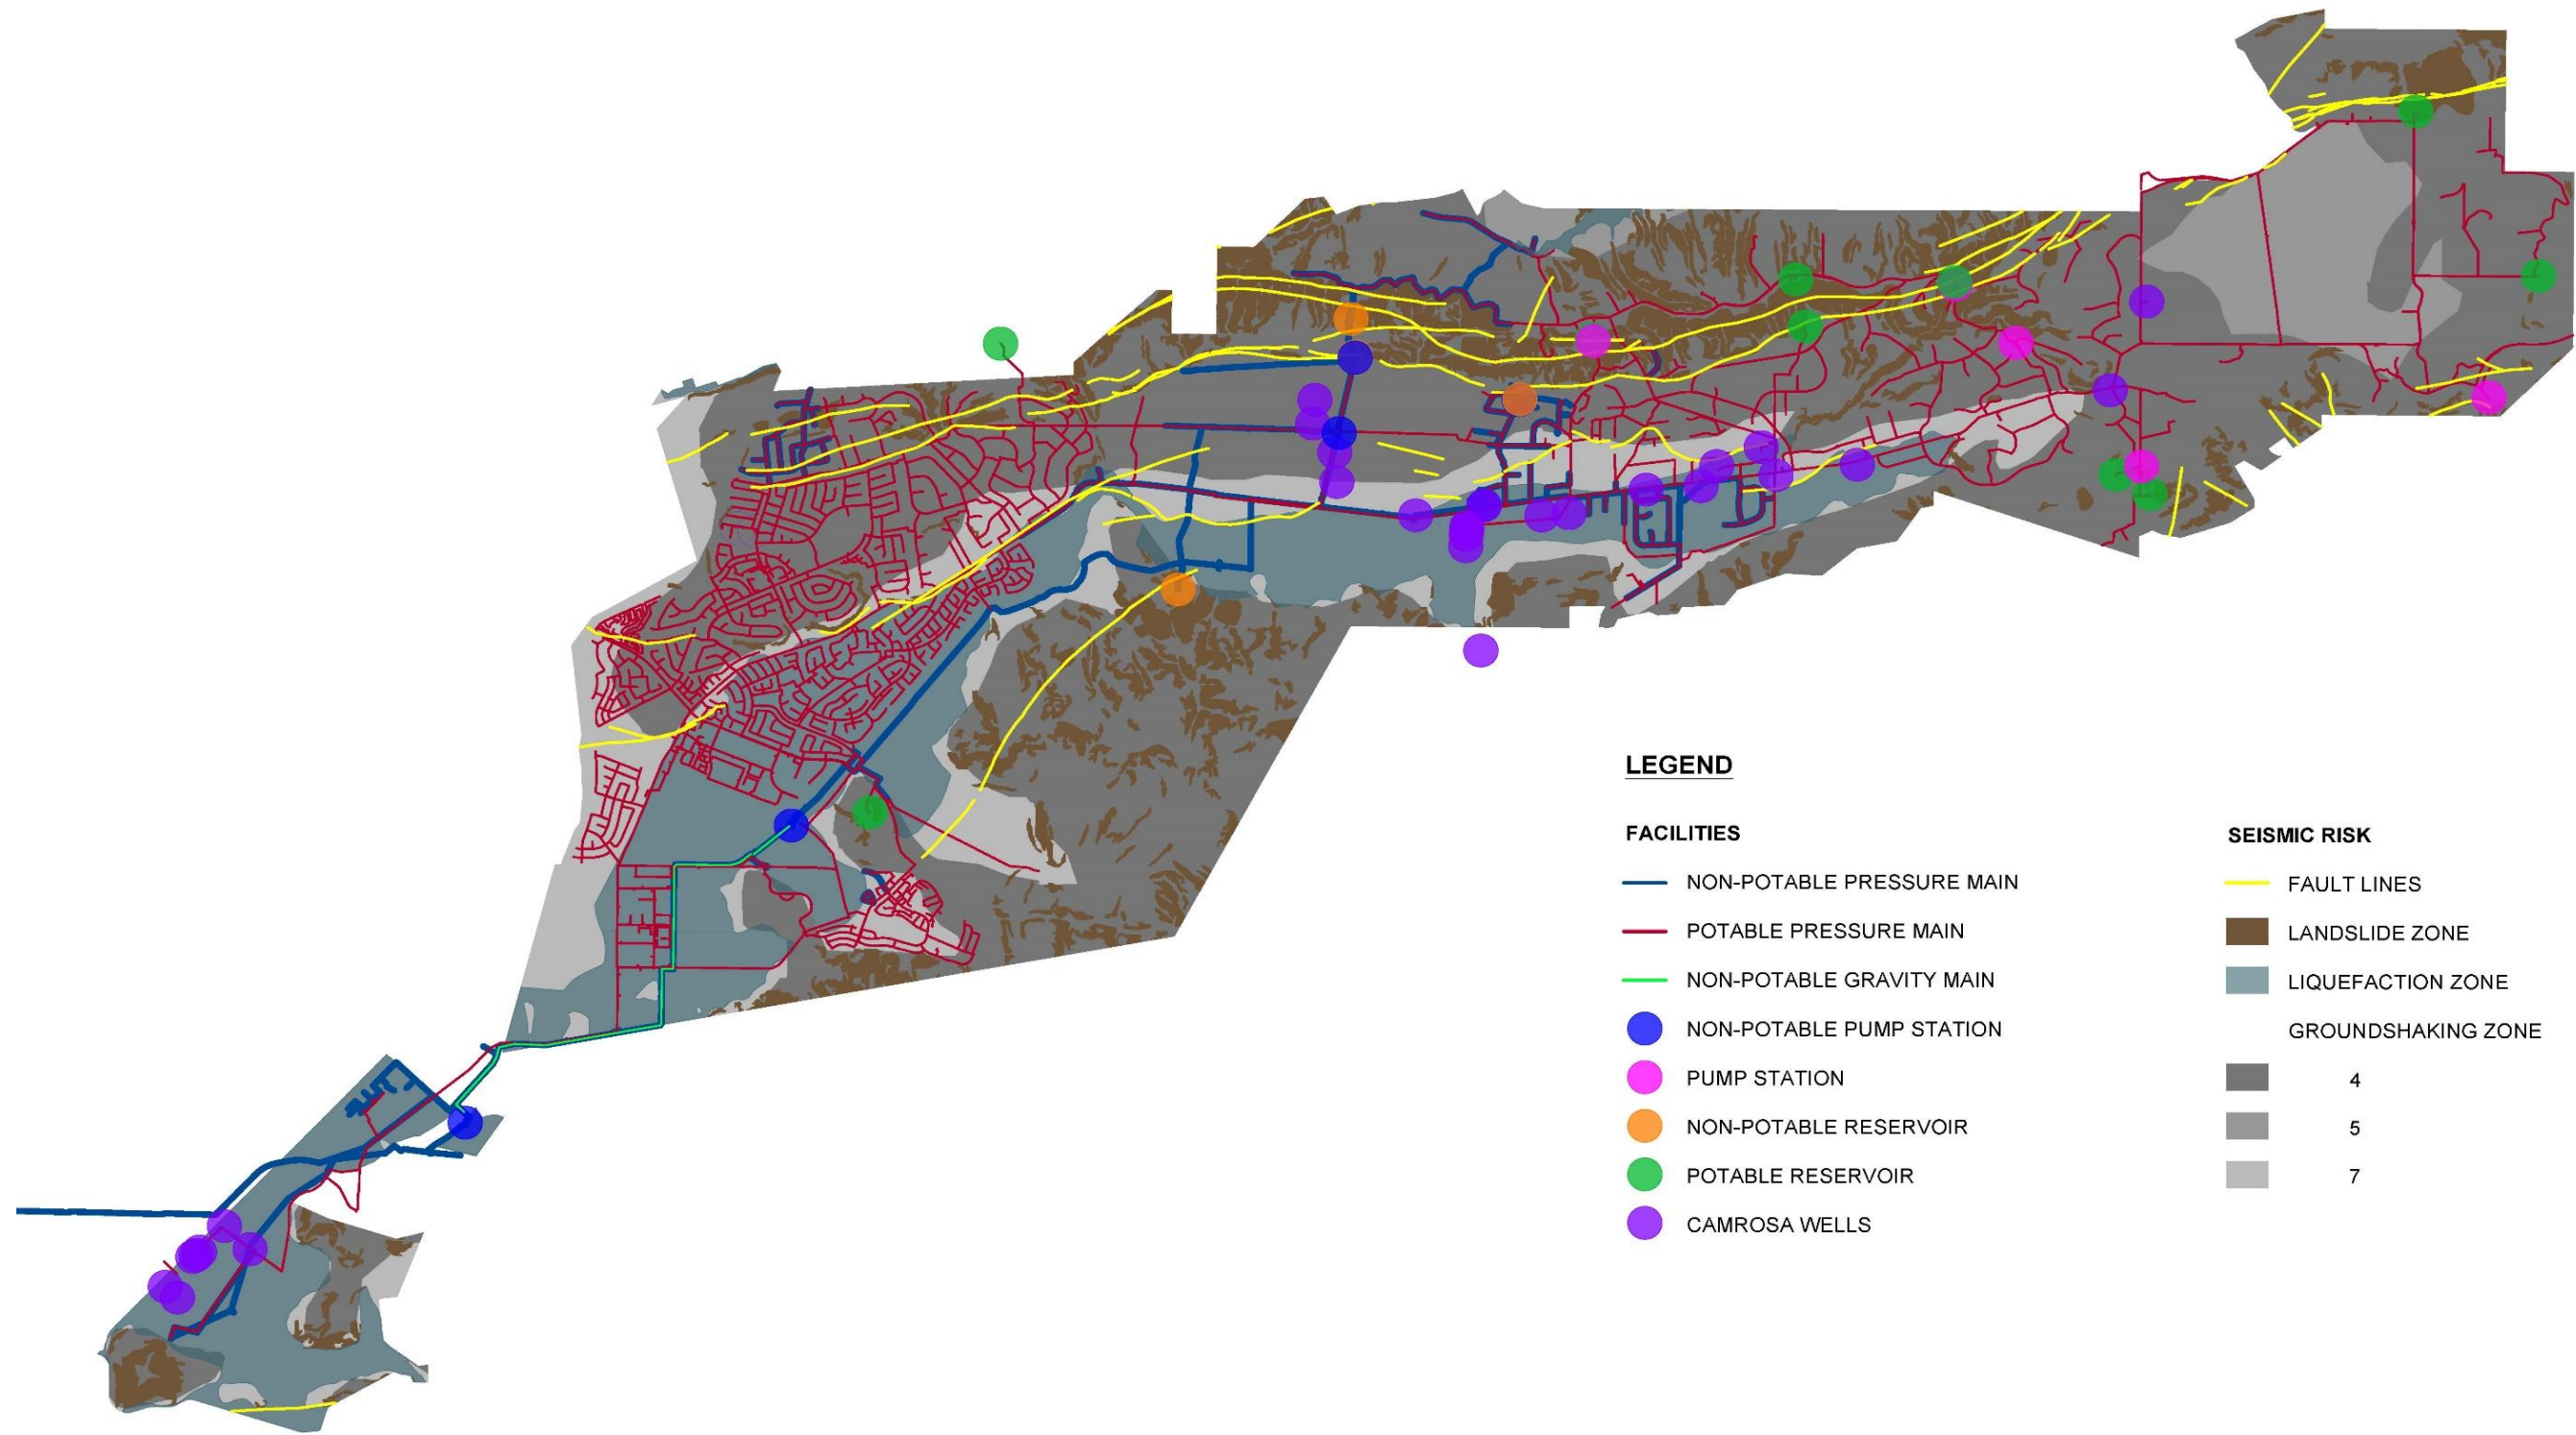 LEGEND
FACILITIES
NON-POTABLE PRESSURE MAIN
POTABLE PRESSURE MAIN
NON-POTABLE GRAVITY MAIN
NON-POTABLE PUMP STATION
PUMP STATION
NON-POTABLE RESERVOIR
POTABLE RESERVOIR
CAMROSA WELLS
SEISMIC RISK
FAULT LINES
LANDSLIDE ZONE
LIQUEFACTION ZONE
GROUNDSHAKING ZONE
4
5
7